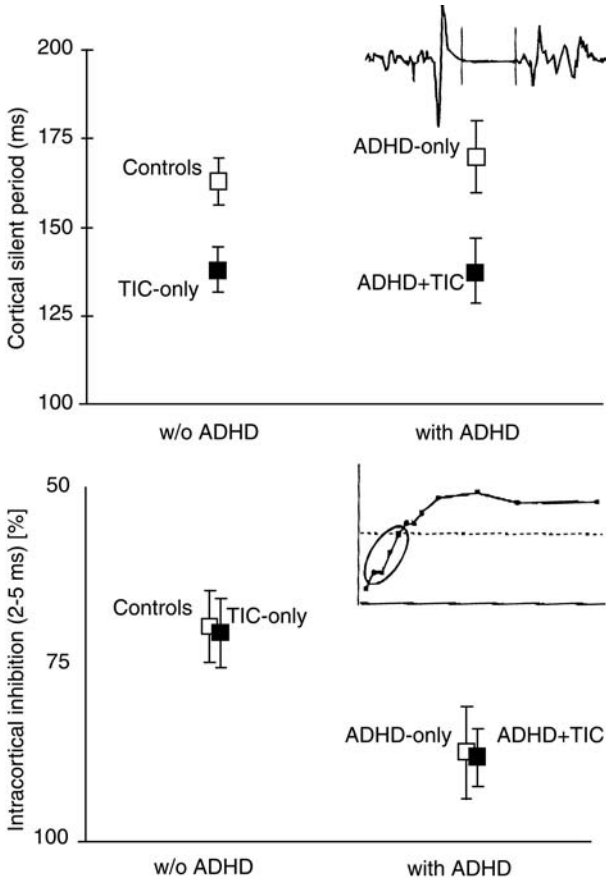 200
175
150
125
100
Cortical silent period (ms)
Controls
TIC-only
ADHD-only
ADHD+TIC
w/o ADHD
with ADHD
50
75
100
Intracortical inhibition (2-5 ms) [%]
Controls
TIC-only
ADHD-only
ADHD+TIC
w/o ADHD
with ADHD